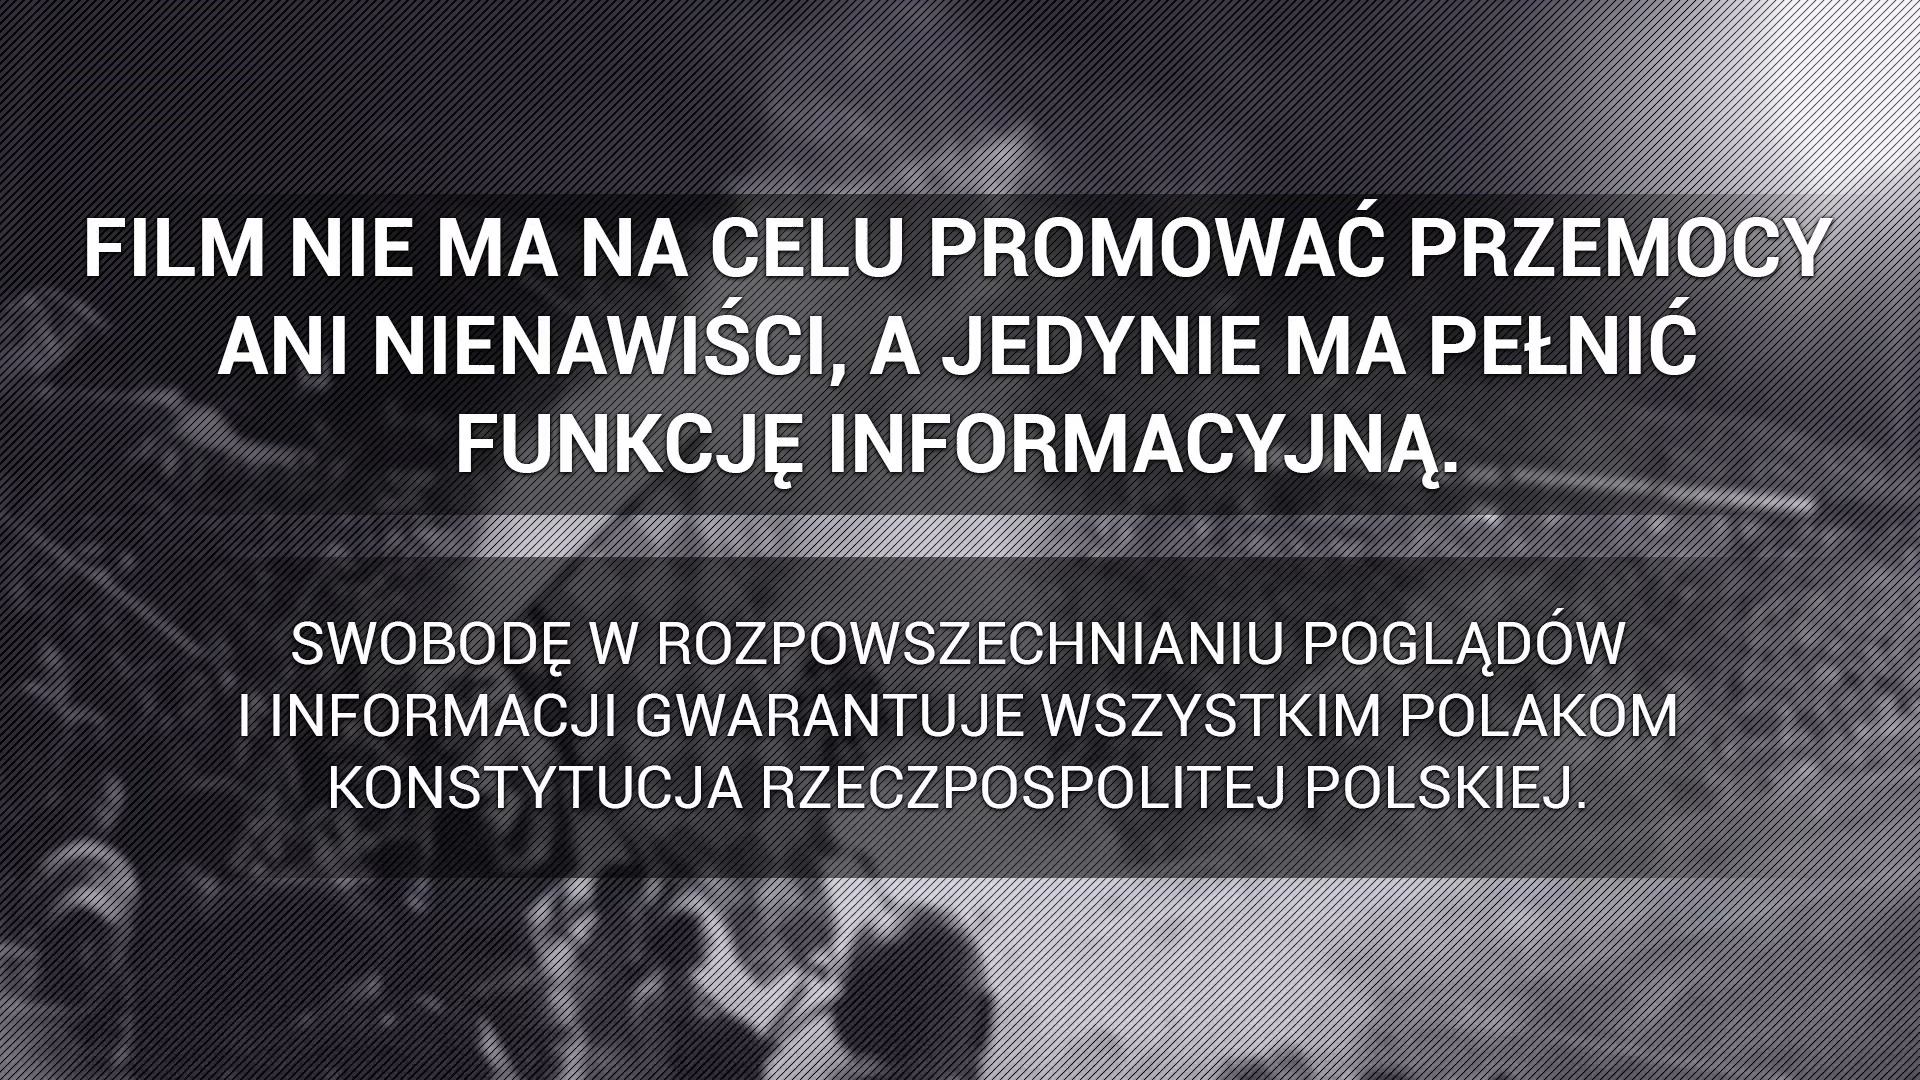 FILM NIE MA NA CELU PROMOWAĆ PRZEMOCY
ANI NIENAWIŚCI, A JEDYNIE MA PEŁNIĆ
FUNKCJĘ INFORMACYJNĄ.
SWOBODĘ W ROZPOWSZECHNIANIU POGLĄDÓW
I INFORMACJI GWARANTUJE WSZYSTKIM POLAKOM
KONSTYTUCJA RZECZPOSPOLITEJ POLSKIEJ.